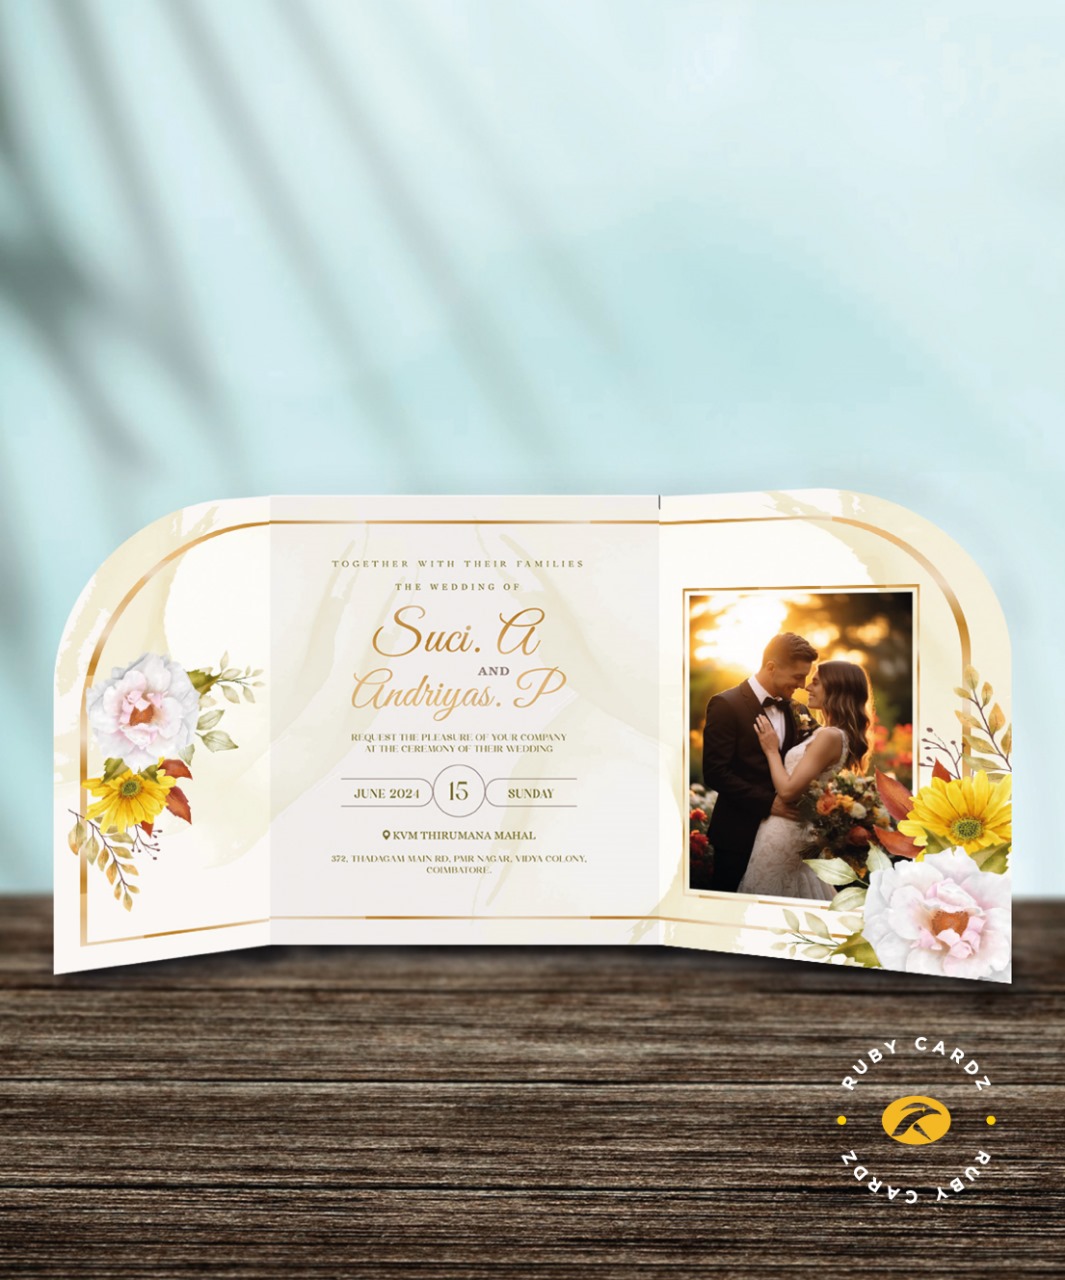 TOGETHER WITH THEIR FAMILIES
THE WEDDING OF
Suci. A
AND
Andriyas. P
REQUEST THE PLEASURE OF YOUR COMPANY
AT THE CEREMONY OF THEIR WEDDING
JUNE 2024 15 SUNDAY
KVM THIRUMANA MAHAL
372, THADAGAM MAIN RD, PMR NAGAR, VIDYA COLONY,
COIMBATORE.
RUBY CARDZ
RUBY CARDZ